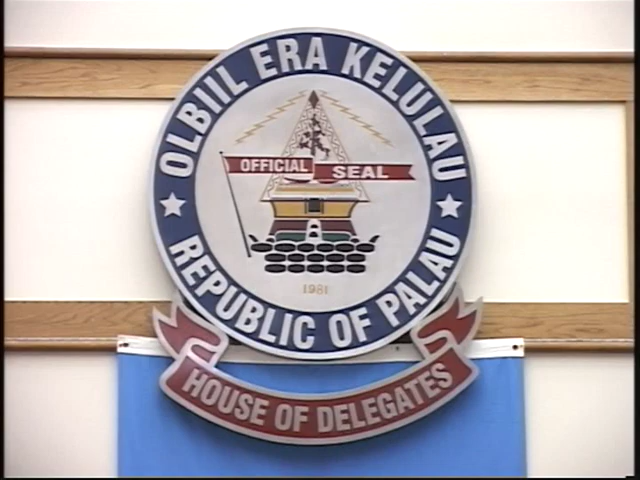 OLBIIL ERA KELULAU
OFFICIAL SEAL
1981
REPUBLIC OF PALAU
HOUSE OF DELEGATES